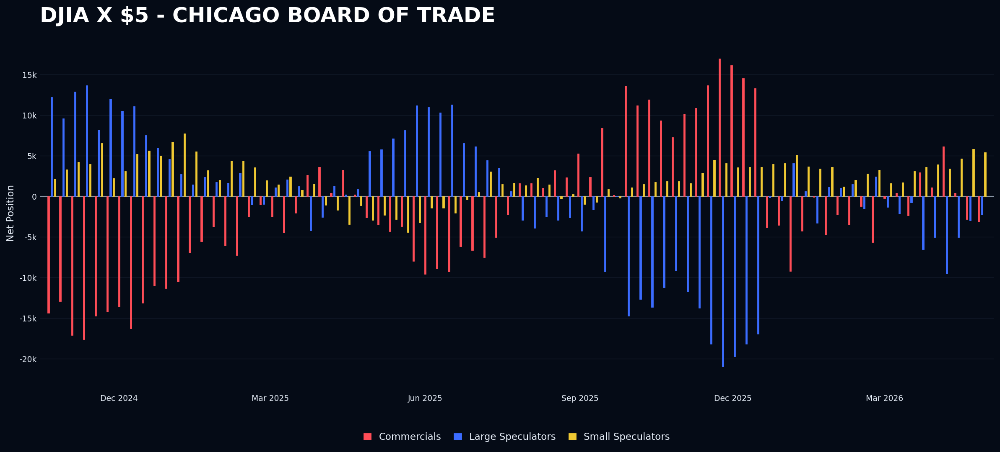 DJIA X $5 - CHICAGO BOARD OF TRADE
Net Position
15k
10k
5k
0
-5k
-10k
-15k
-20k
Dec 2024 Mar 2025 Jun 2025 Sep 2025 Dec 2025 Mar 2026
Commercials Large Speculators Small Speculators